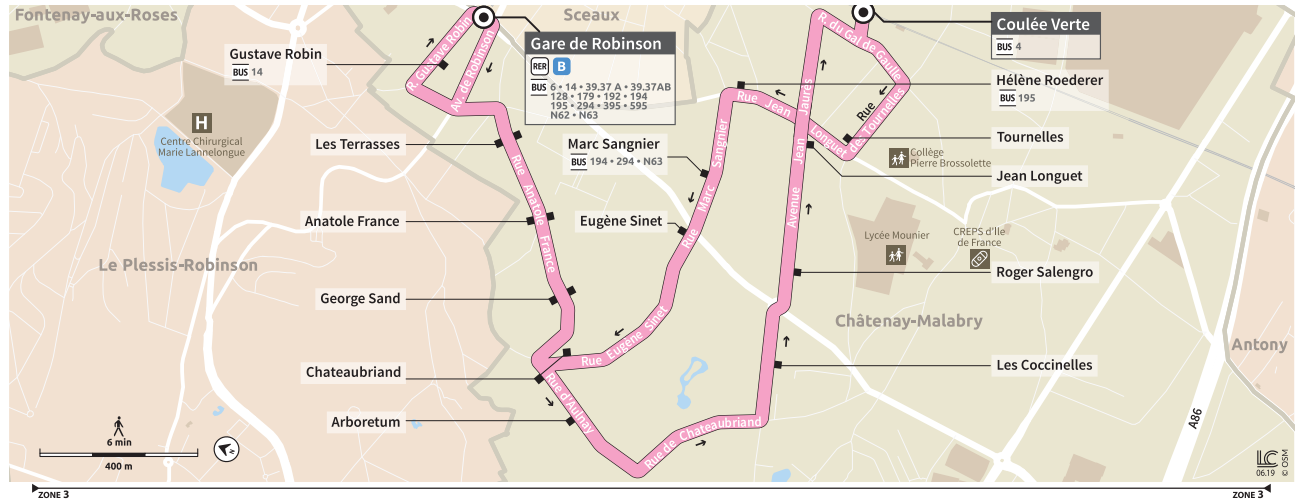 Fontenay-aux-Roses
Sceaux
Gustave Robin
BUS 14
R. Gustave Robin
Av. de Robinson
Gare de Robinson
RER B
BUS 6 • 14 • 39.37 A • 39.37AB
128 • 179 • 192 • 194
195 • 294 • 395 • 595
N62 • N63
R. du Gal de Gaulle
Coulée Verte
BUS 4
Hélène Roederer
BUS 195
Rue Jean Longuet
Rue des Tournelles
Tournelles
H
Centre Chirurgical
Marie Lannelongue
Les Terrasses
Rue Anatole France
Marc Sangnier
BUS 194 • 294 • N63
Rue Marc Sangnier
Avenue Jean Jaurès
Collège
Pierre Brossolette
Jean Longuet
Anatole France
Eugène Sinet
Lycée Mounier
CREPS d'Ile
de France
Le Plessis-Robinson
George Sand
Roger Salengro
Châtenay-Malabry
Antony
Rue Eugène Sinet
Chateaubriand
Les Coccinelles
Rue d'Aulnay
Arboretum
Rue de Chateaubriand
A86
6 min
400 m
N
LC
06.19
© OSM
ZONE 3
ZONE 3